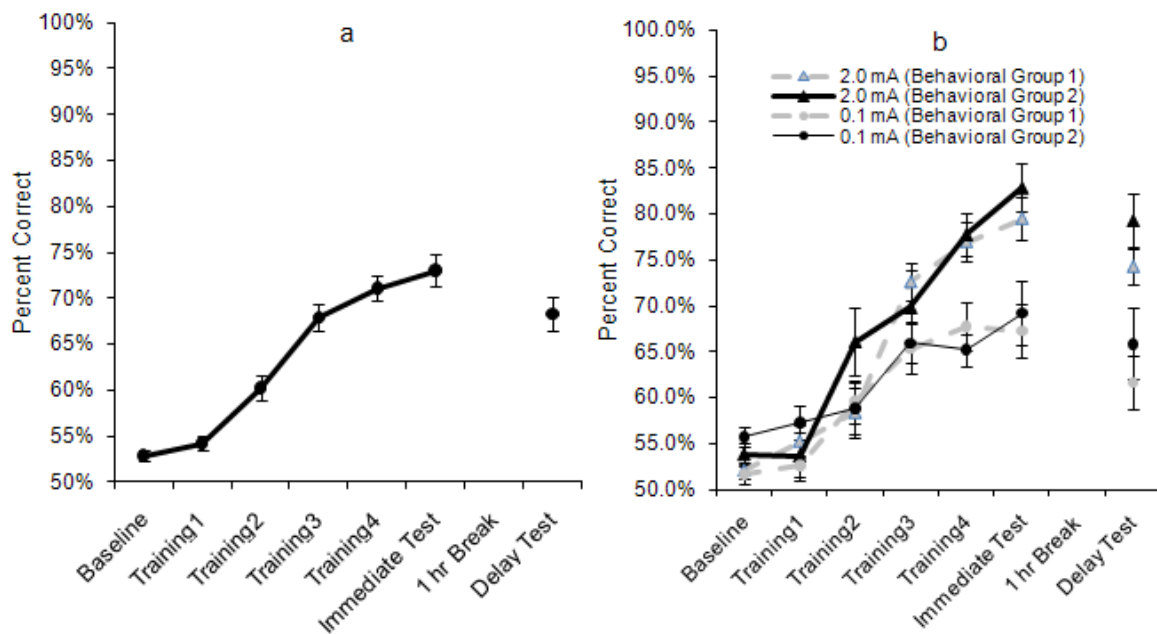 a
100%
95%
90%
85%
80%
75%
70%
65%
60%
55%
50%
Percent Correct
Baseline
Training1
Training2
Training3
Training4
Immediate Test
1 hr Break
Delay Test
b
100.0%
95.0%
90.0%
85.0%
80.0%
75.0%
70.0%
65.0%
60.0%
55.0%
50.0%
Percent Correct
2.0 mA (Behavioral Group 1)
2.0 mA (Behavioral Group 2)
0.1 mA (Behavioral Group 1)
0.1 mA (Behavioral Group 2)
Baseline
Training1
Training2
Training3
Training4
Immediate Test
1 hr Break
Delay Test